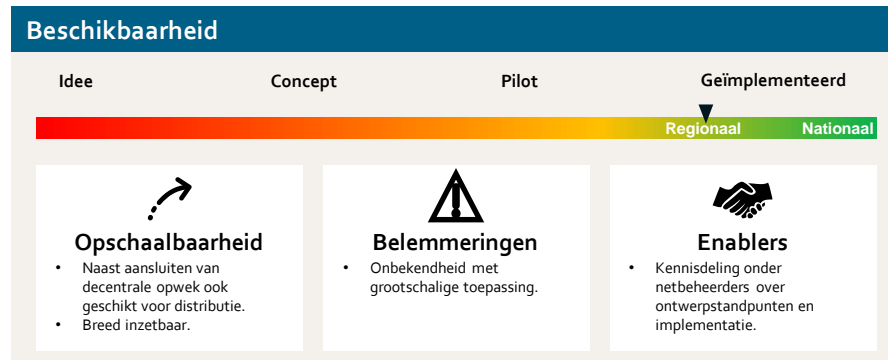 Beschikbaarheid
Idee Concept Pilot Geïmplementeerd
Regionaal Nationaal
Opschaalbaarheid
• Naast aansluiten van
decentrale opwek ook
geschikt voor distributie.
• Breed inzetbaar.
Belemmeringen
• Onbekendheid met
grootschalige toepassing.
Enablers
• Kennisdeling onder
netbeheerders over
ontwerpstandpunten en
implementatie.